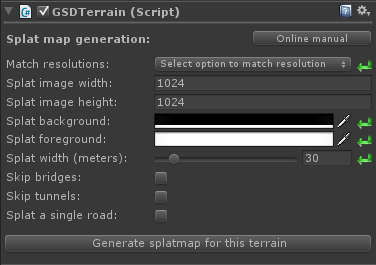 GSDTerrain (Script)
Splat map generation: Online manual
Match resolutions: Select option to match resolution
Splat image width: 1024
Splat image height: 1024
Splat background:
Splat foreground:
Splat width (meters): 30
Skip bridges:
Skip tunnels:
Splat a single road:
Generate splatmap for this terrain